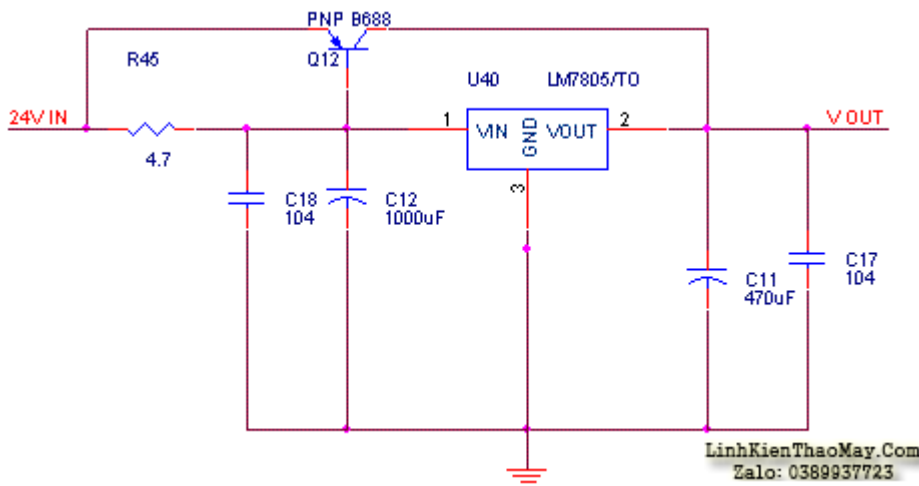 PNP B688
R45
Q12
U40
LM7805/TO
24V IN
1
VIN
GND
VOUT
2
V OUT
4.7
3
C18
104
C12
1000uF
C11
470uF
C17
104
LinhKienThaoMay.Com
Zalo: 0389937723